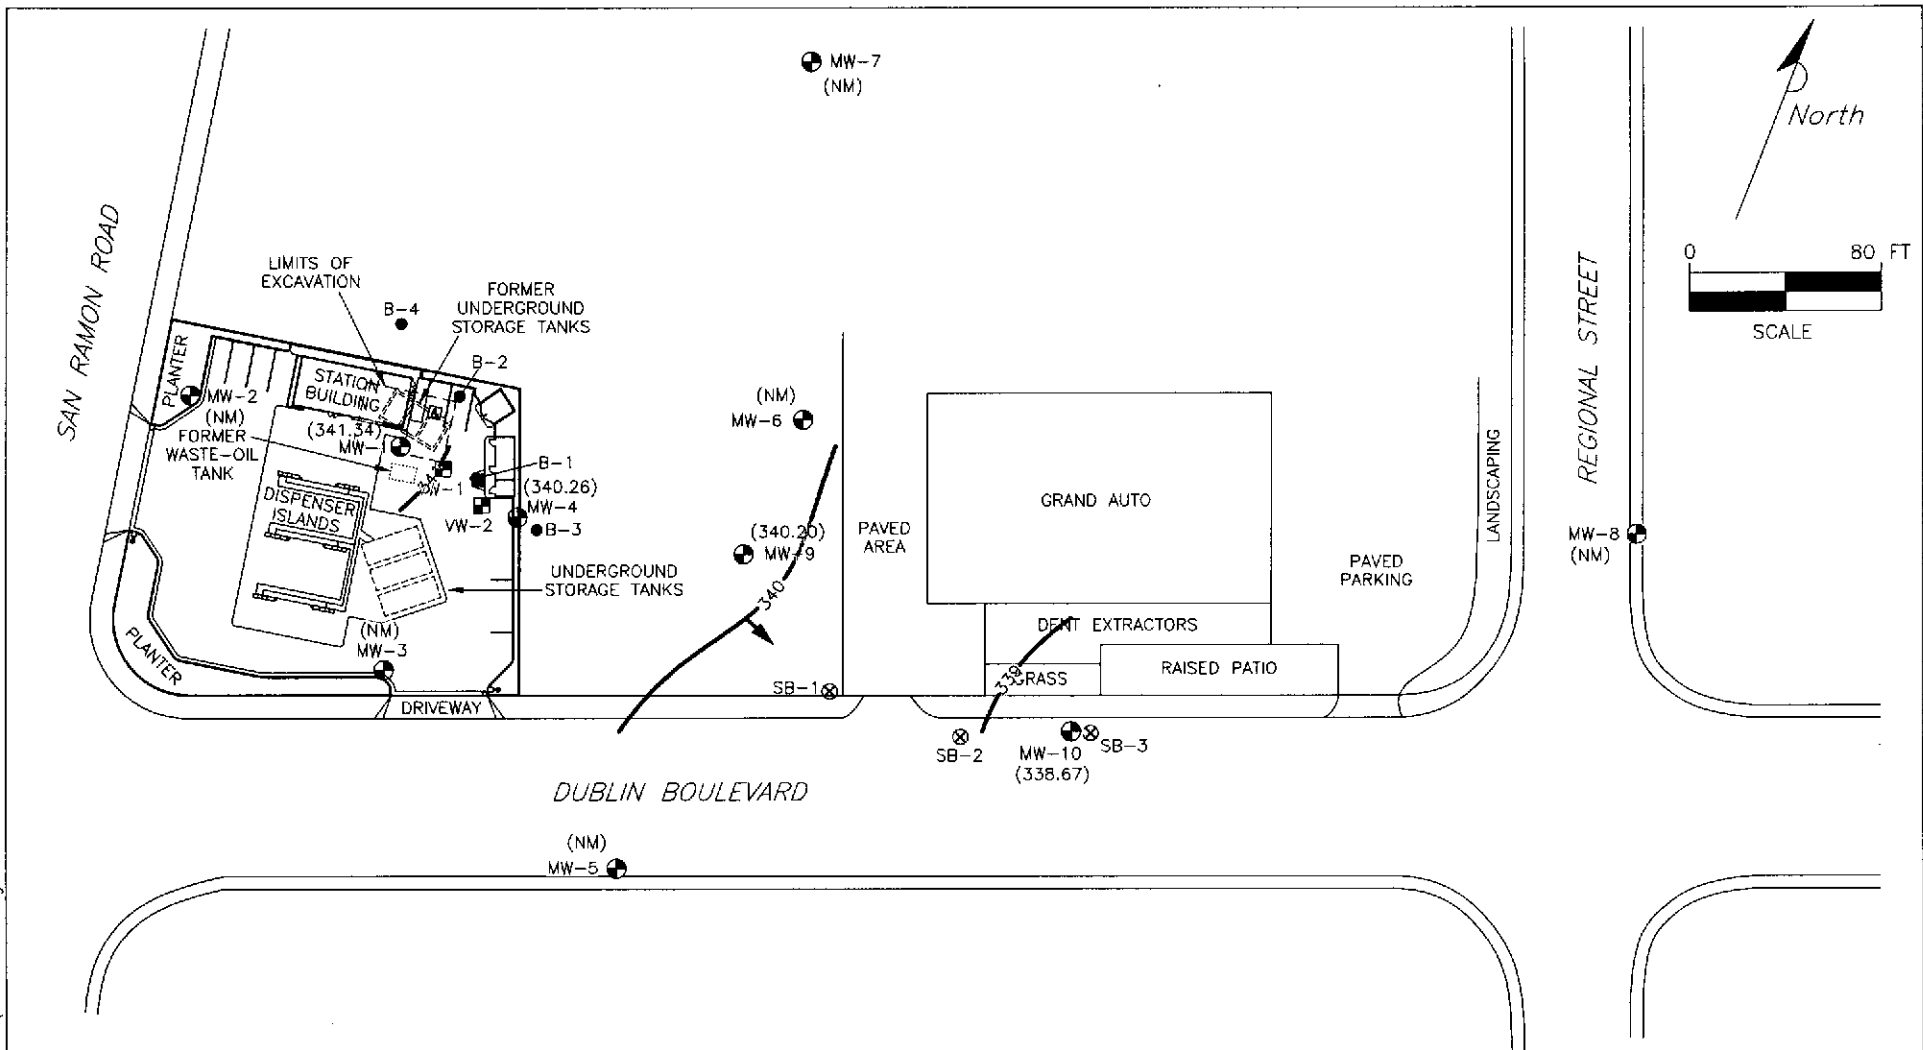 MW-7
(NM)
North
0 80 FT
SCALE
SAN RAMON ROAD
REGIONAL STREET
LIMITS OF
EXCAVATION
FORMER
UNDERGROUND
STORAGE TANKS
B-4
B-2
PLANTER
STATION
BUILDING
MW-2
(NM)
(341.34)
MW-
FORMER
WASTE-OIL
TANK
B-1
(340.26)
MW-4
B-3
VW-2
DISPENSER
ISLANDS
UNDERGROUND
STORAGE TANKS
(NM)
MW-3
PLANTER
DRIVEWAY
(NM)
MW-6
(340.20)
MW-9
340
SB-1
PAVED
AREA
GRAND AUTO
DENT EXTRACTORS
GRASS
339
RAISED PATIO
PAVED
PARKING
LANDSCAPING
MW-8
(NM)
SB-2
MW-10
(338.67)
SB-3
DUBLIN BOULEVARD
(NM)
MW-5